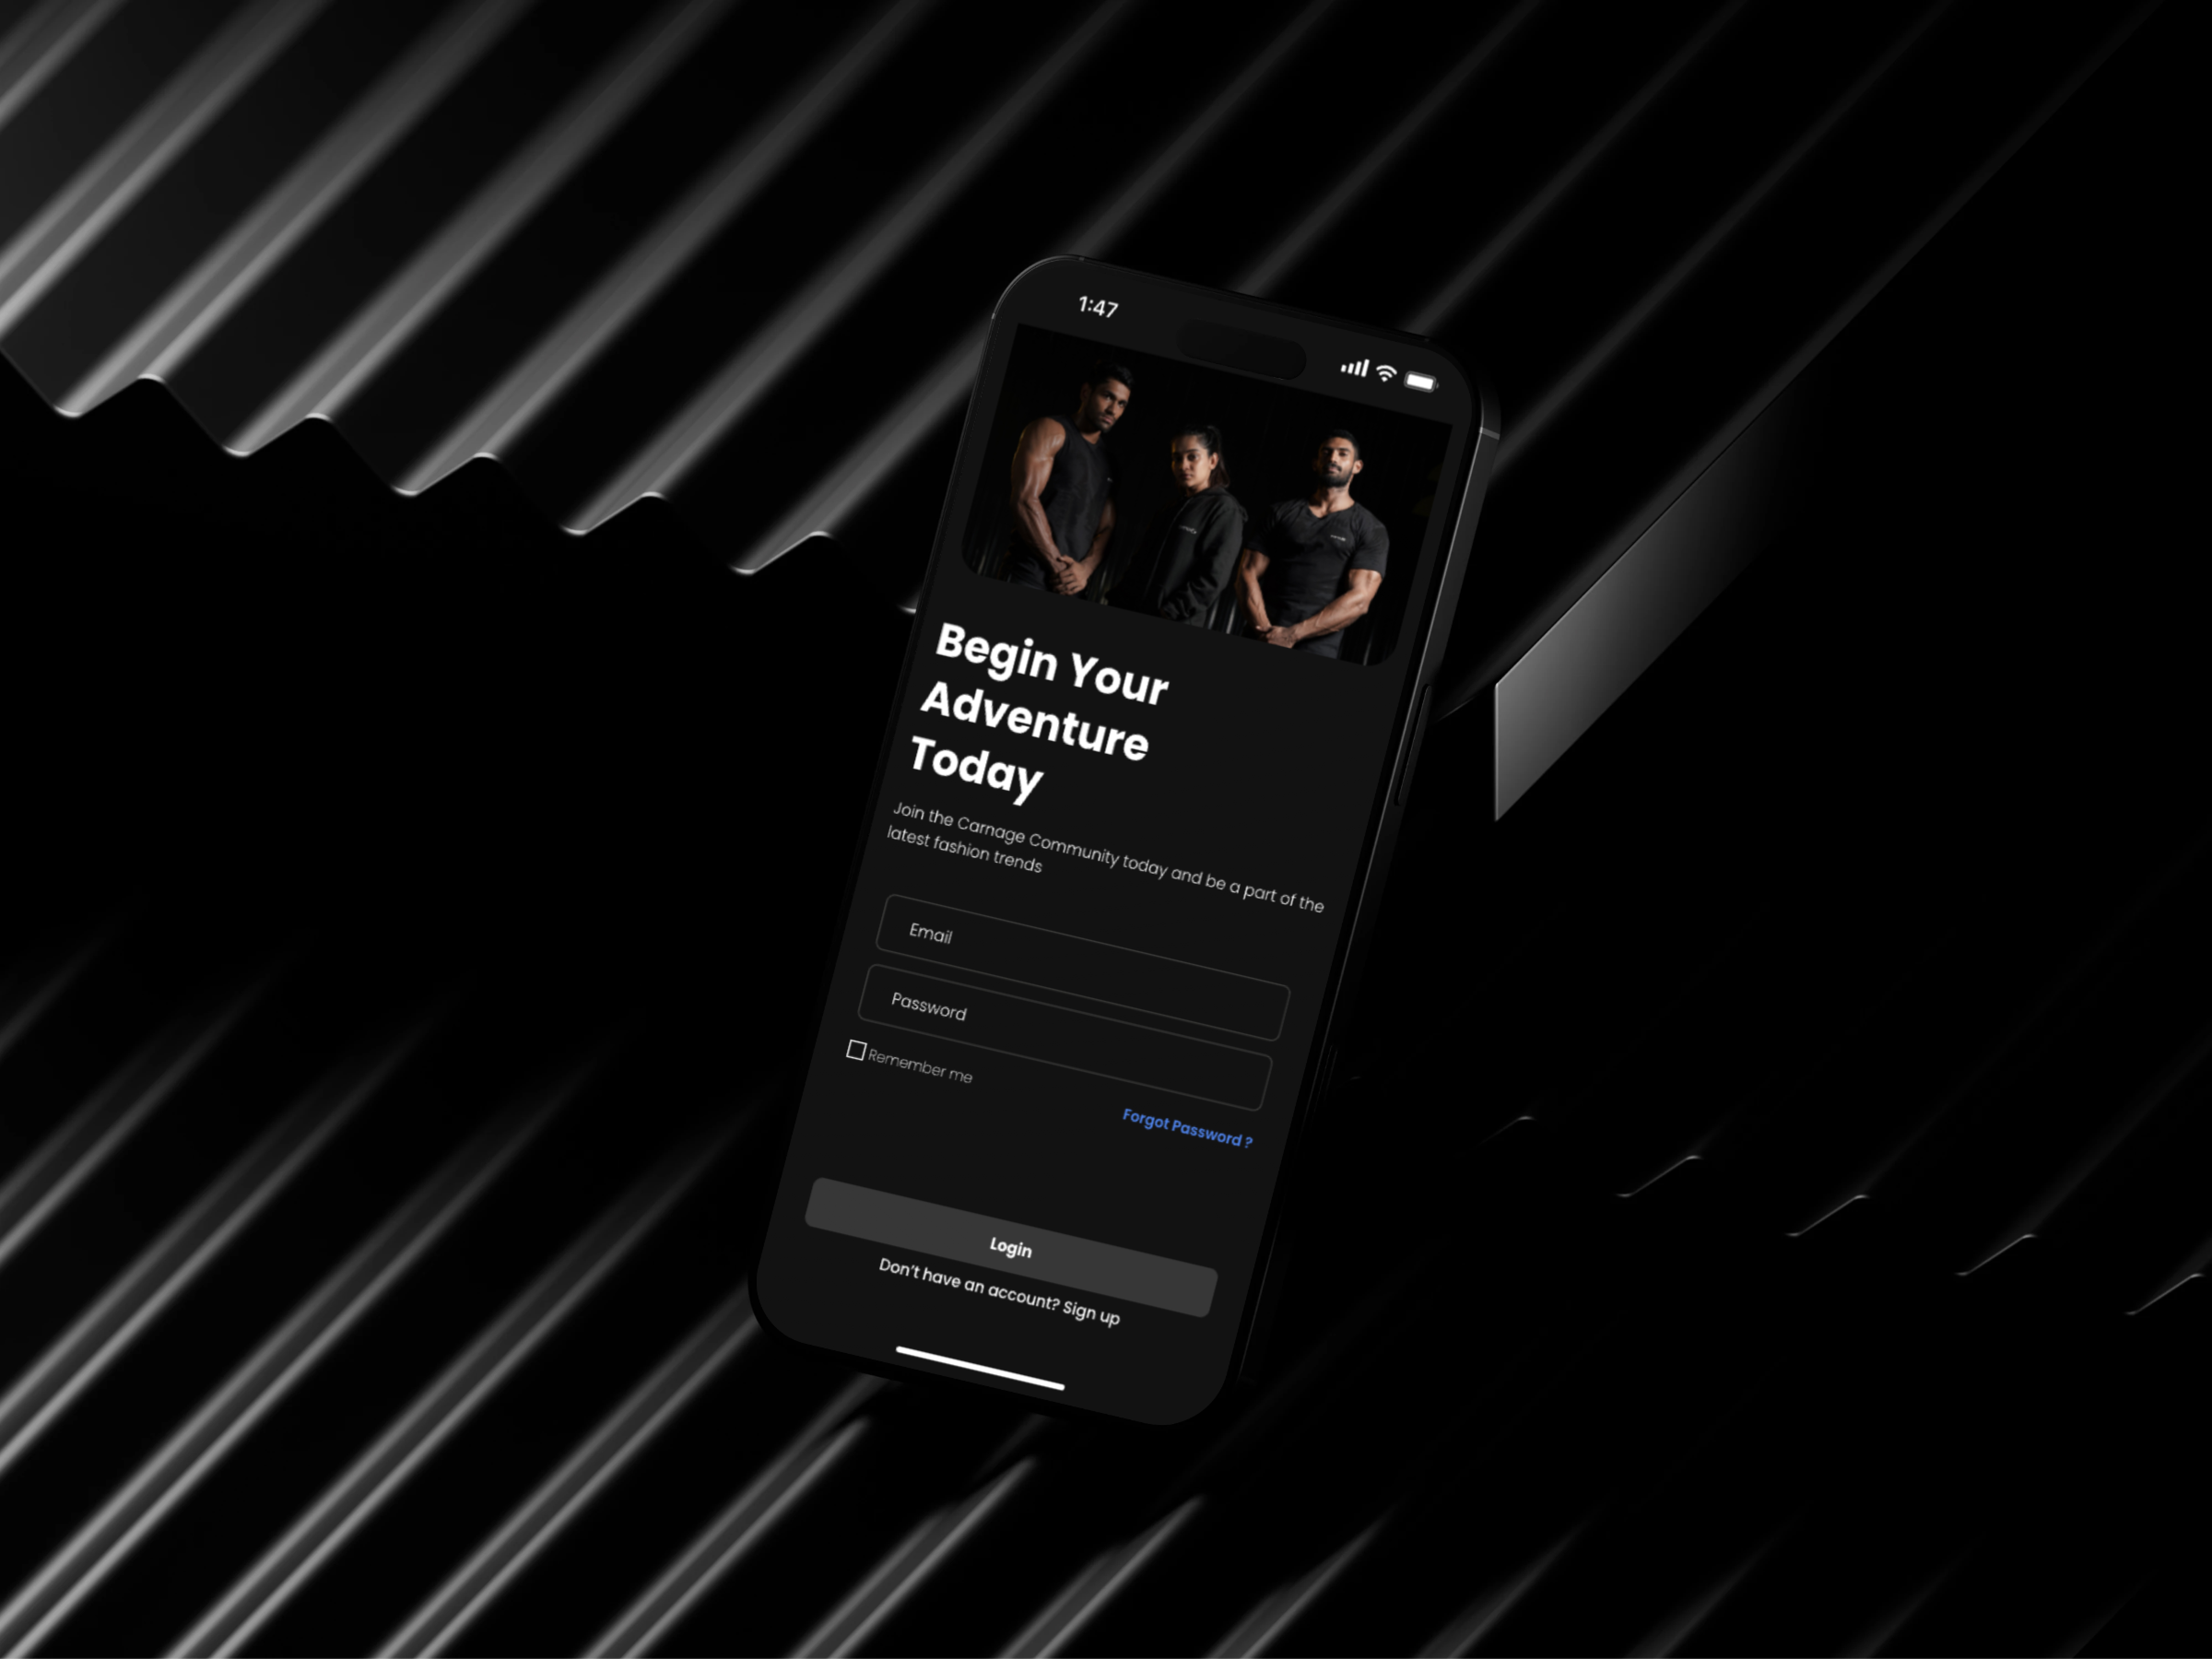 1:47
Begin Your
Adventure
Today
Join the Carnage Community today and be a part of the
latest fashion trends
Email
Password
Remember me
Forgot Password ?
Login
Don't have an account? Sign up